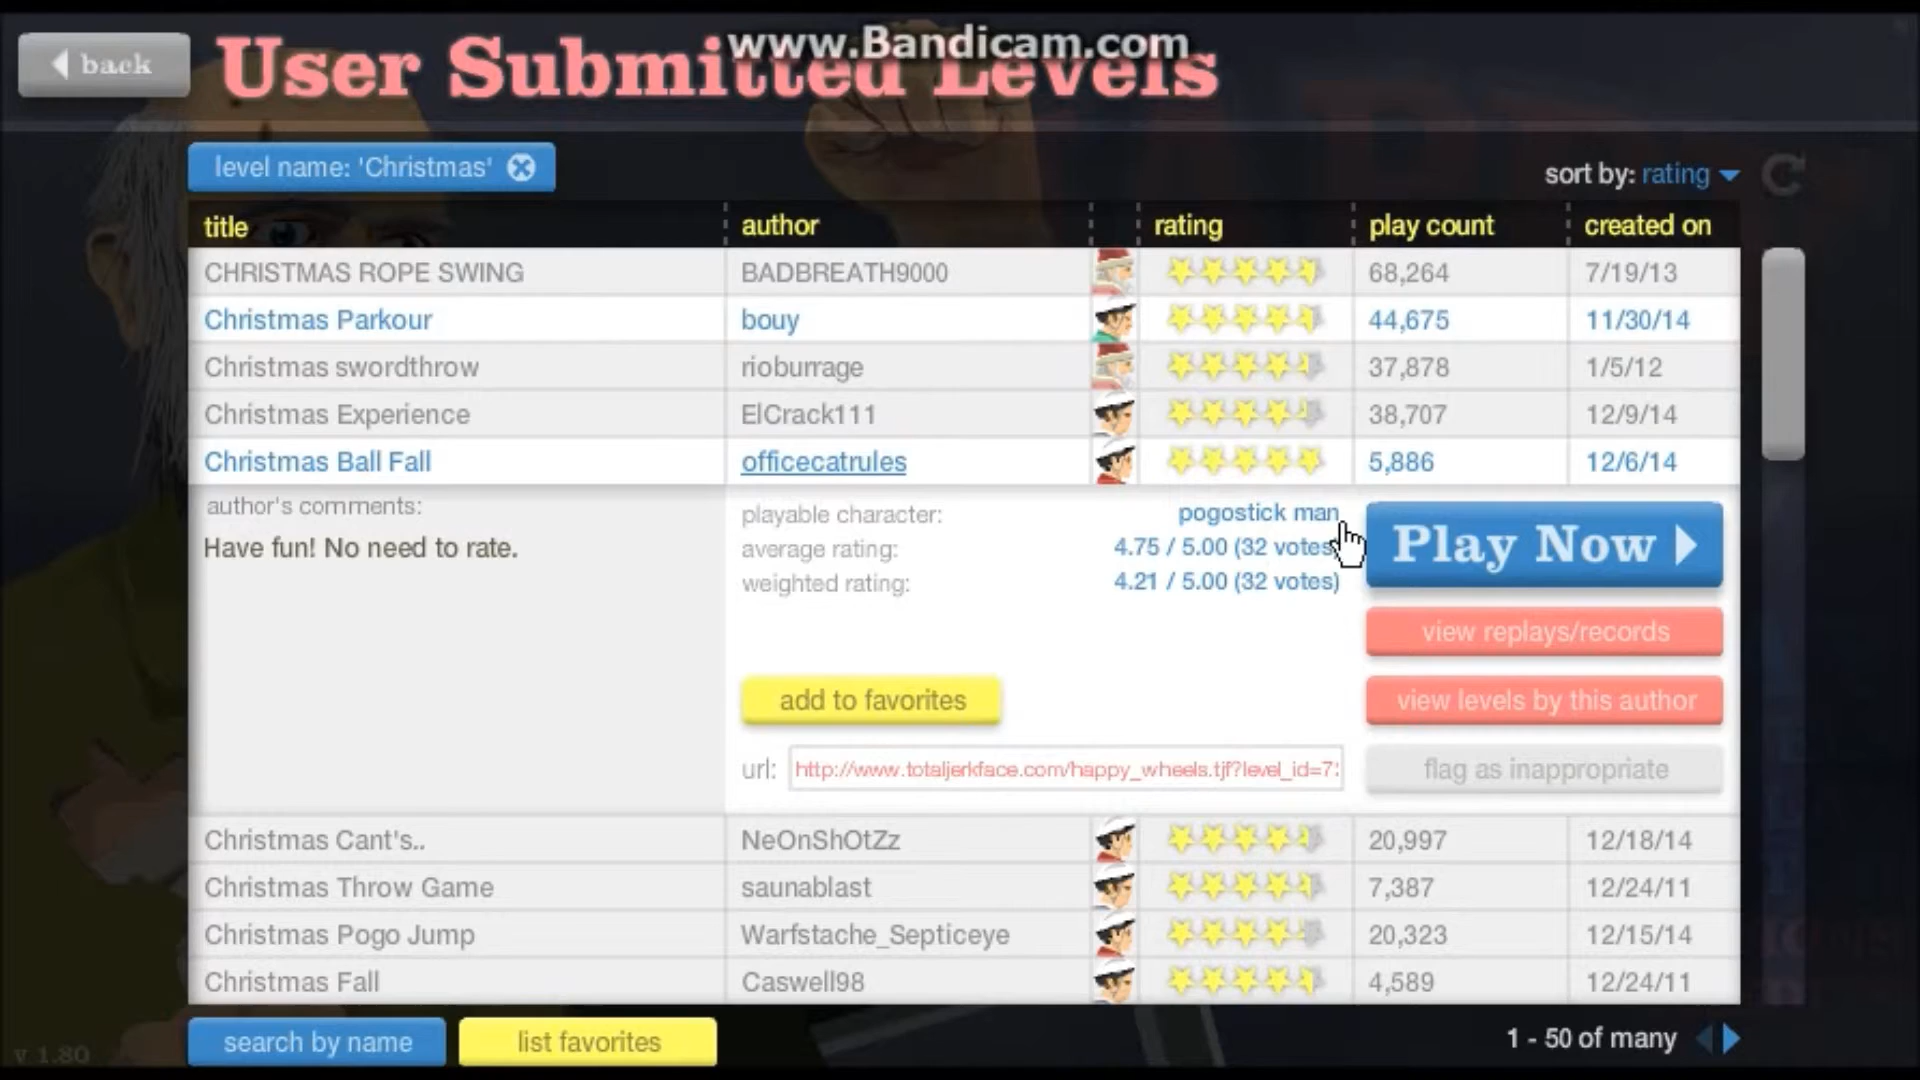 www.Bandicam.com
back
User Submitted Levels
level name: 'Christmas'
sort by: rating
title author rating play count created on
CHRISTMAS ROPE SWING BADBREATH9000 68,264 7/19/13
Christmas Parkour bouy 44,675 11/30/14
Christmas swordthrow rioburrage 37,878 1/5/12
Christmas Experience ElCrack111 38,707 12/9/14
Christmas Ball Fall officecatrules 5,886 12/6/14
author's comments:
Have fun! No need to rate.
playable character: pogostick man
average rating: 4.75 / 5.00 (32 votes)
weighted rating: 4.21 / 5.00 (32 votes)
Play Now
view replays/records
add to favorites
view levels by this author
url: http://www.totaljerkface.com/happy_wheels.tjf?level_id=7
flag as inappropriate
Christmas Cant's.. NeOnShOtZz 20,997 12/18/14
Christmas Throw Game saunablast 7,387 12/24/11
Christmas Pogo Jump Warfstache_Septiceye 20,323 12/15/14
Christmas Fall Caswell98 4,589 12/24/11
search by name
list favorites
1 - 50 of many
v 1.80